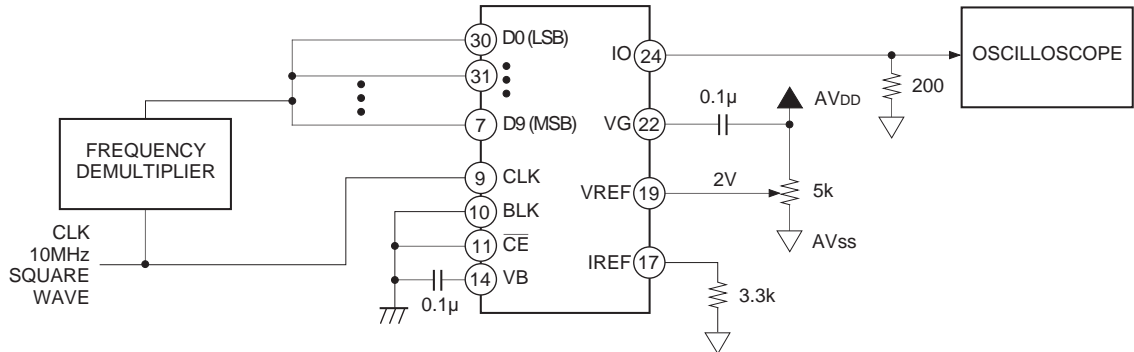 30 D0 (LSB)
31
7 D9 (MSB)
9 CLK
10 BLK
11 CE
14 VB
0.1µ
FREQUENCY
DEMULTIPLIER
CLK
10MHz
SQUARE
WAVE
IO 24
VG 22
VREF 19
IREF 17
0.1µ
AVDD
2V
5k
AVss
3.3k
200
OSCILLOSCOPE